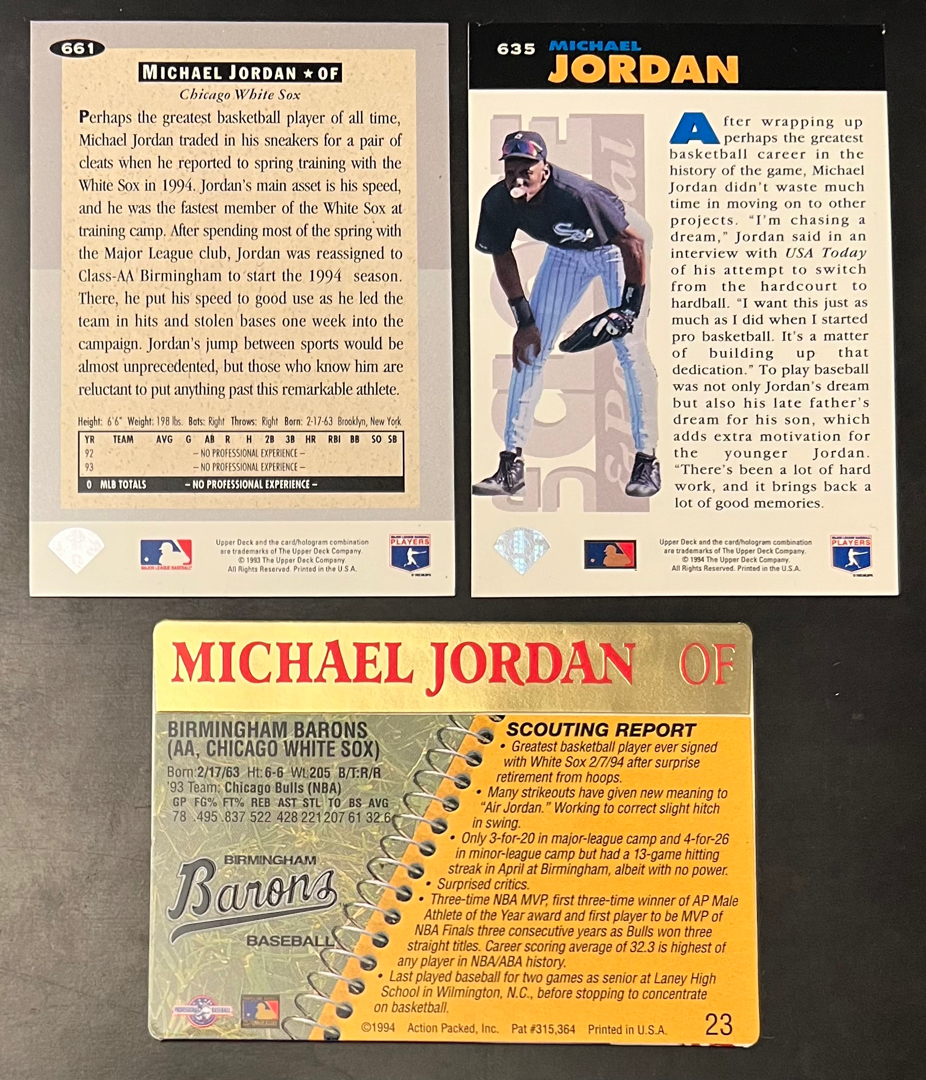 661
MICHAEL JORDAN ★ OF
Chicago White Sox
Perhaps the greatest basketball player of all time,
Michael Jordan traded in his sneakers for a pair of
cleats when he reported to spring training with the
White Sox in 1994. Jordan's main asset is his speed,
and he was the fastest member of the White Sox at
training camp. After spending most of the spring with
the Major League club, Jordan was reassigned to
Class-AA Birmingham to start the 1994 season.
There, he put his speed to good use as he led the
team in hits and stolen bases one week into the
campaign. Jordan's jump between sports would be
almost unprecedented, but those who know him are
reluctant to put anything past this remarkable athlete.
Height: 6'6" Weight: 198 lbs. Bats: Right Throws: Right Born: 2-17-63 Brooklyn, New York
YR TEAM AVG G AB R H 2B 3B HR RBI BB SO SB
92 – NO PROFESSIONAL EXPERIENCE –
93 – NO PROFESSIONAL EXPERIENCE –
0 MLB TOTALS – NO PROFESSIONAL EXPERIENCE –
MAJOR LEAGUE BASEBALL
Upper Deck and the card/hologram combination
are trademarks of The Upper Deck Company.
© 1993 The Upper Deck Company.
All Rights Reserved. Printed in the U.S.A.
PLAYERS
635 MICHAEL
JORDAN
Sox
After wrapping up
perhaps the greatest
basketball career in the
history of the game, Michael
Jordan didn't waste much
time in moving on to other
projects. "I'm chasing a
dream," Jordan said in an
interview with USA Today
of his attempt to switch
from the hardcourt to
hardball. "I want this just as
much as I did when I started
pro basketball. It's a matter
of building up that
dedication." To play baseball
was not only Jordan's dream
but also his late father's
dream for his son, which
adds extra motivation for
the younger Jordan.
"There's been a lot of hard
work, and it brings back a
lot of good memories.
Upper Deck and the card/hologram combination
are trademarks of The Upper Deck Company.
© 1994 The Upper Deck Company.
All Rights Reserved. Printed in the U.S.A.
PLAYERS
MICHAEL JORDAN OF
BIRMINGHAM BARONS
(AA, CHICAGO WHITE SOX)
Born:2/17/63 Ht:6-6 Wt:205 B/T:R/R
'93 Team: Chicago Bulls (NBA)
GP FG% FT% REB AST STL TO BS AVG
78 .495 .837 522 428 221 207 61 32.6
BIRMINGHAM
Barons
BASEBALL
SCOUTING REPORT
• Greatest basketball player ever signed
with White Sox 2/7/94 after surprise
retirement from hoops.
• Many strikeouts have given new meaning to
"Air Jordan." Working to correct slight hitch
in swing.
• Only 3-for-20 in major-league camp and 4-for-26
in minor-league camp but had a 13-game hitting
streak in April at Birmingham, albeit with no power.
• Surprised critics.
• Three-time NBA MVP, first three-time winner of AP Male
Athlete of the Year award and first player to be MVP of
NBA Finals three consecutive years as Bulls won three
straight titles. Career scoring average of 32.3 is highest of
any player in NBA/ABA history.
• Last played baseball for two games as senior at Laney High
School in Wilmington, N.C., before stopping to concentrate
on basketball.
©1994 Action Packed, Inc. Pat #315,364 Printed in U.S.A. 23